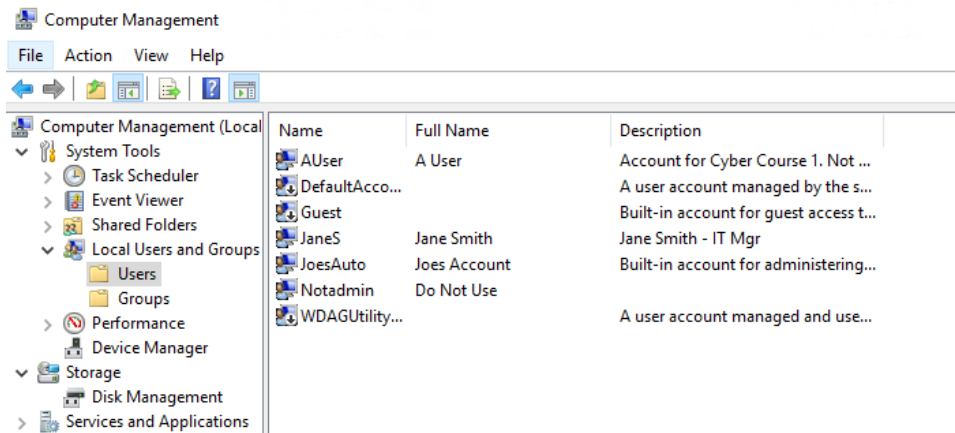 Computer Management
File Action View Help
Computer Management (Local
System Tools
Task Scheduler
Event Viewer
Shared Folders
Local Users and Groups
Users
Groups
Performance
Device Manager
Storage
Disk Management
Services and Applications
Name Full Name Description
AUser A User Account for Cyber Course 1. Not ...
DefaultAcco... A user account managed by the s...
Guest Built-in account for guest access t...
JaneS Jane Smith Jane Smith - IT Mgr
JoesAuto Joes Account Built-in account for administering...
Notadmin Do Not Use
WDAGUtility... A user account managed and use...